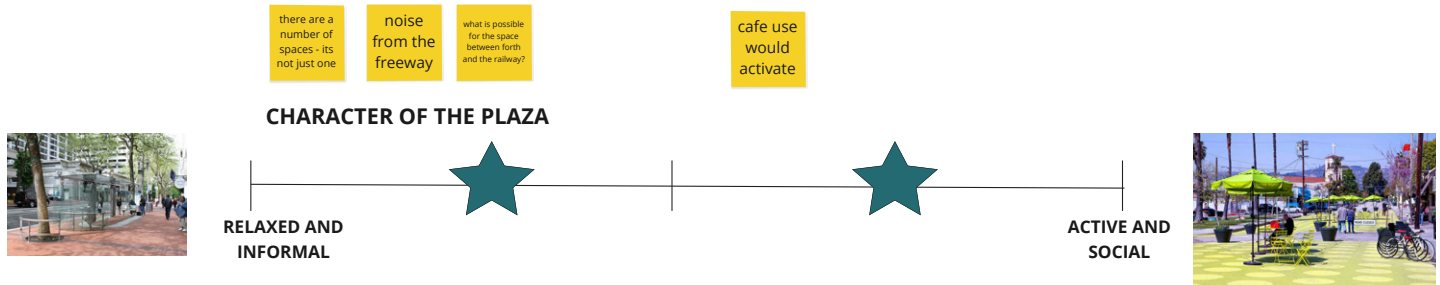 there are a
number of
spaces - its
not just one
noise
from the
freeway
what is possible
for the space
between forth
and the railway?
cafe use
would
activate
CHARACTER OF THE PLAZA
RELAXED AND
INFORMAL
ACTIVE AND
SOCIAL